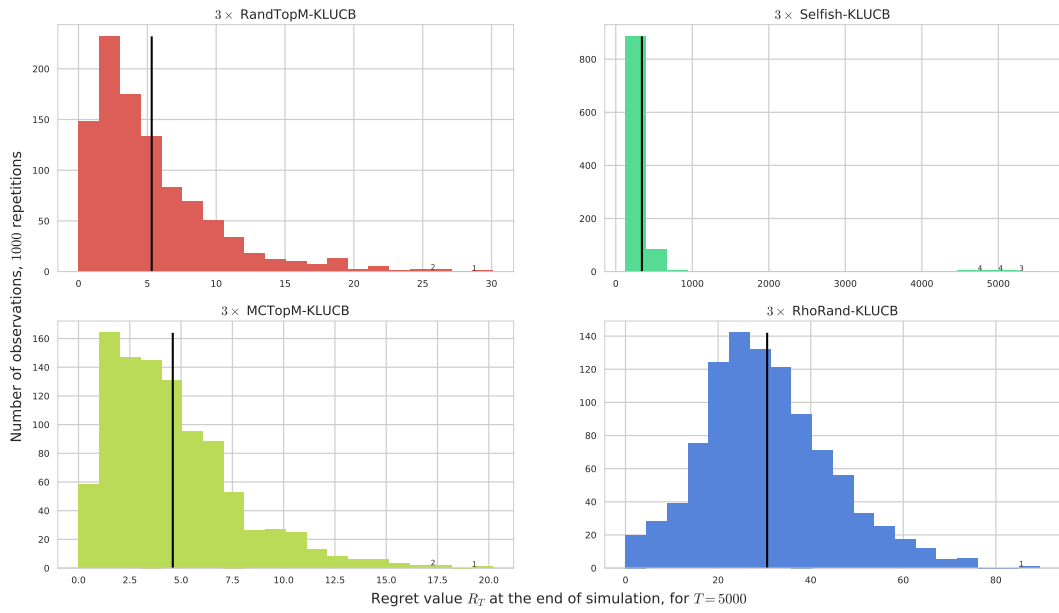 3× RandTopM-KLUCB
3× Selfish-KLUCB
Number of observations, 1000 repetitions
200
150
100
50
0
2
1
0 5 10 15 20 25 30
800
600
400
200
0
4 4 3
0 1000 2000 3000 4000 5000
3× MCTopM-KLUCB
3× RhoRand-KLUCB
160
140
120
100
80
60
40
20
0
2
1
0.0 2.5 5.0 7.5 10.0 12.5 15.0 17.5 20.0
140
120
100
80
60
40
20
0
1
0 20 40 60 80
Regret value R_T at the end of simulation, for T = 5000